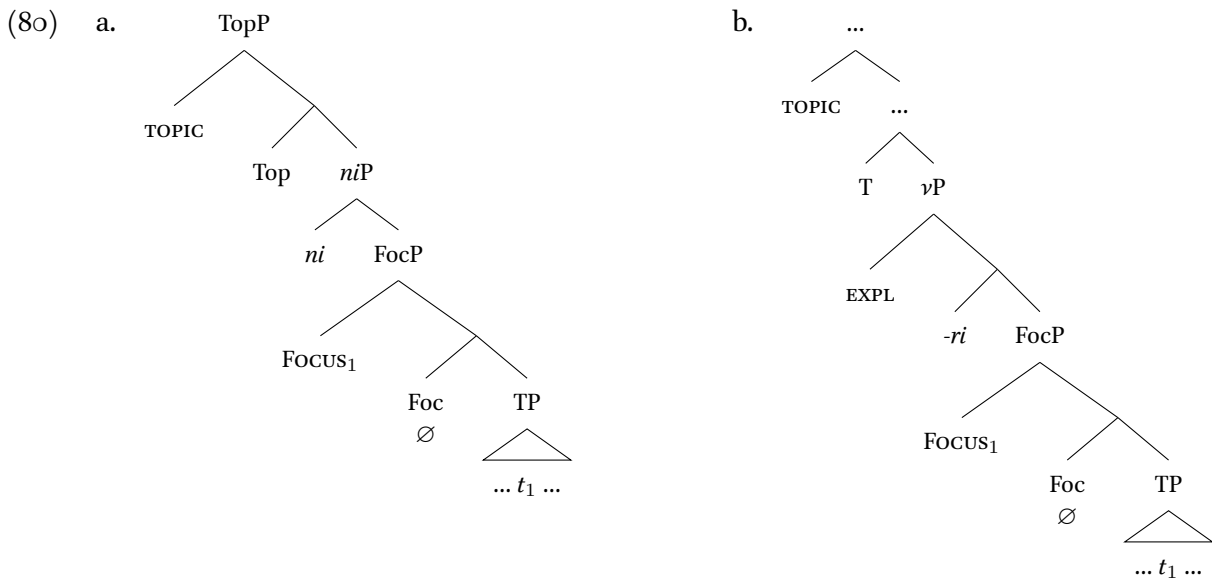 (80) a. TopP b. ...
TOPIC Top niP
ni FocP
FOCUS₁
Foc TP
∅
... t₁ ...
TOPIC ...
T vP
EXPL
-ri FocP
FOCUS₁
Foc TP
∅
... t₁ ...